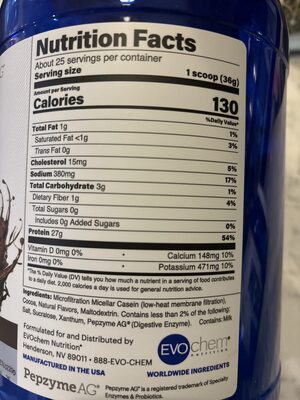 Nutrition Facts
About 25 servings per container
Serving size 1 scoop (36g)
Amount per Serving
Calories 130
%Daily Value*
Total Fat 1g 1%
Saturated Fat <1g 3%
Trans Fat 0g
Cholesterol 15mg 5%
Sodium 380mg 17%
Total Carbohydrate 3g 1%
Dietary Fiber 1g 4%
Total Sugars 0g
Includes 0g Added Sugars 0%
Protein 27g 54%
Vitamin D 0mg 0% • Calcium 148mg 10%
Iron 0mg 0% • Potassium 471mg 10%
*The % Daily Value (DV) tells you how much a nutrient in a serving of food contributes
to a daily diet. 2,000 calories a day is used for general nutrition advice.
Ingredients: Microfiltration Micellar Casein (low-heat membrane filtration),
Cocoa, Natural Flavors, Maltodextrin. Contains less than 2% of the following:
Salt, Sucralose, Xanthum, Pepzyme AG® (Digestive Enzyme). Contains: Milk
Formulated for and Distributed by
EVOchem Nutrition®
Henderson, NV 89011 • 888-EVO-CHEM
EVOchem
nutrition
MANUFACTURED IN THE USA WORLDWIDE INGREDIENTS
PepzymeAG® Pepzyme AG® is a registered trademark of Specialty
Enzymes & Probiotics.